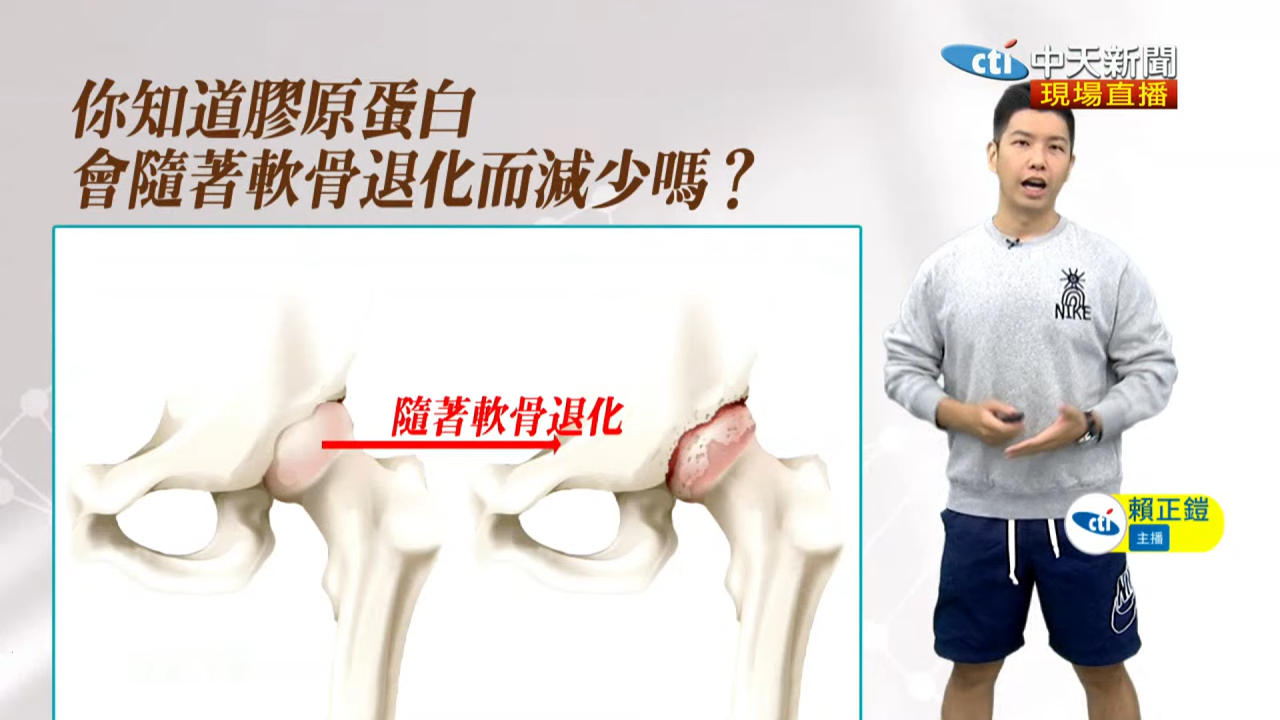 你知道膠原蛋白
會隨著軟骨退化而減少嗎？
隨著軟骨退化
cti 中天新聞
現場直播
NIKE
cti 賴正鎧
主播
NIKE